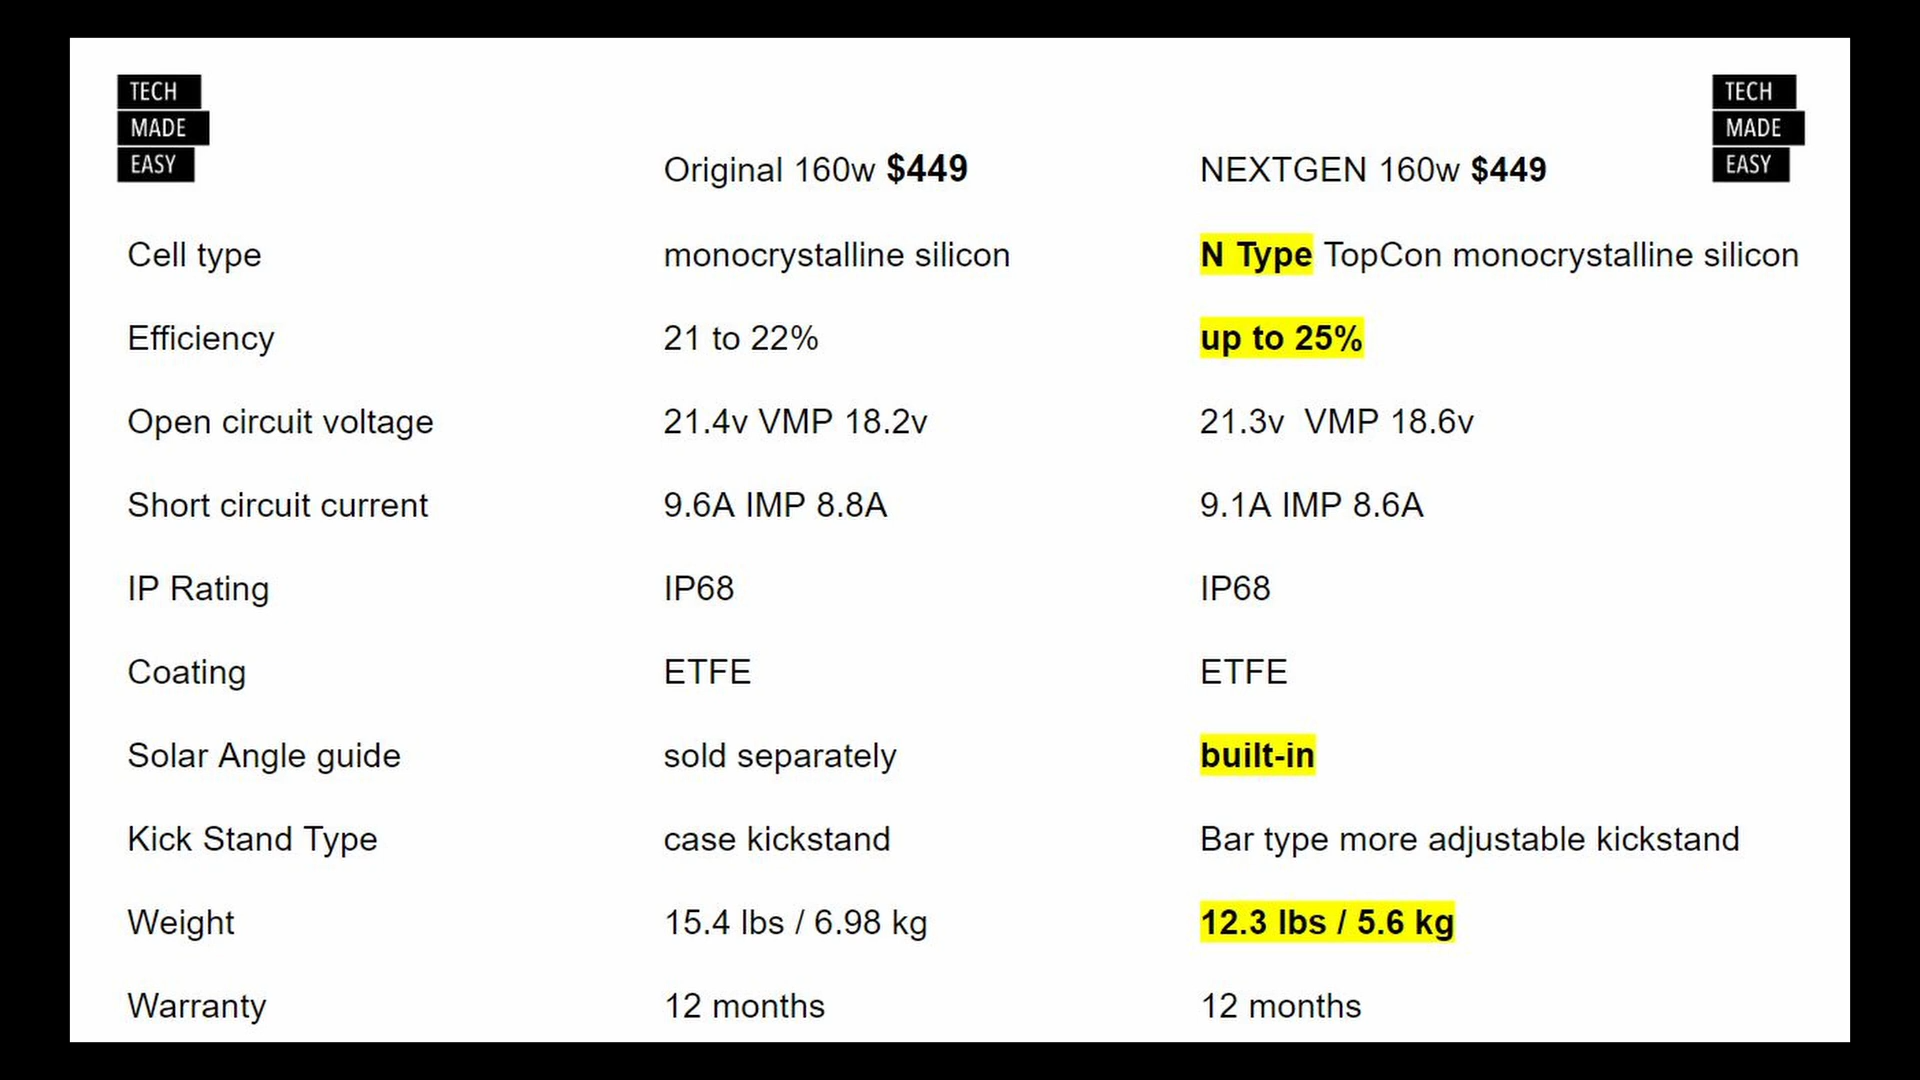 TECH
MADE
EASY
TECH
MADE
EASY
Original 160w $449 NEXTGEN 160w $449
Cell type monocrystalline silicon N Type TopCon monocrystalline silicon
Efficiency 21 to 22% up to 25%
Open circuit voltage 21.4v VMP 18.2v 21.3v VMP 18.6v
Short circuit current 9.6A IMP 8.8A 9.1A IMP 8.6A
IP Rating IP68 IP68
Coating ETFE ETFE
Solar Angle guide sold separately built-in
Kick Stand Type case kickstand Bar type more adjustable kickstand
Weight 15.4 lbs / 6.98 kg 12.3 lbs / 5.6 kg
Warranty 12 months 12 months